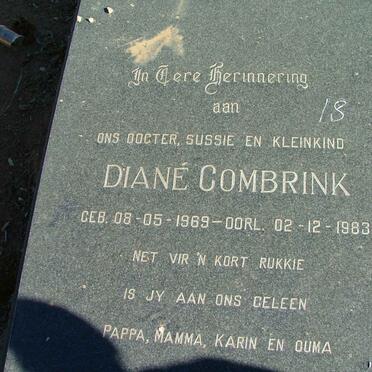 In Tere Herinnering
aan
18
ONS DOGTER, SUSSIE EN KLEINKIND
DIANÉ COMBRINK
GEB. 08-05-1969 — OORL. 02-12-1983
NET VIR 'N KORT RUKKIE
IS JY AAN ONS GELEEN
PAPPA, MAMMA, KARIN EN OUMA